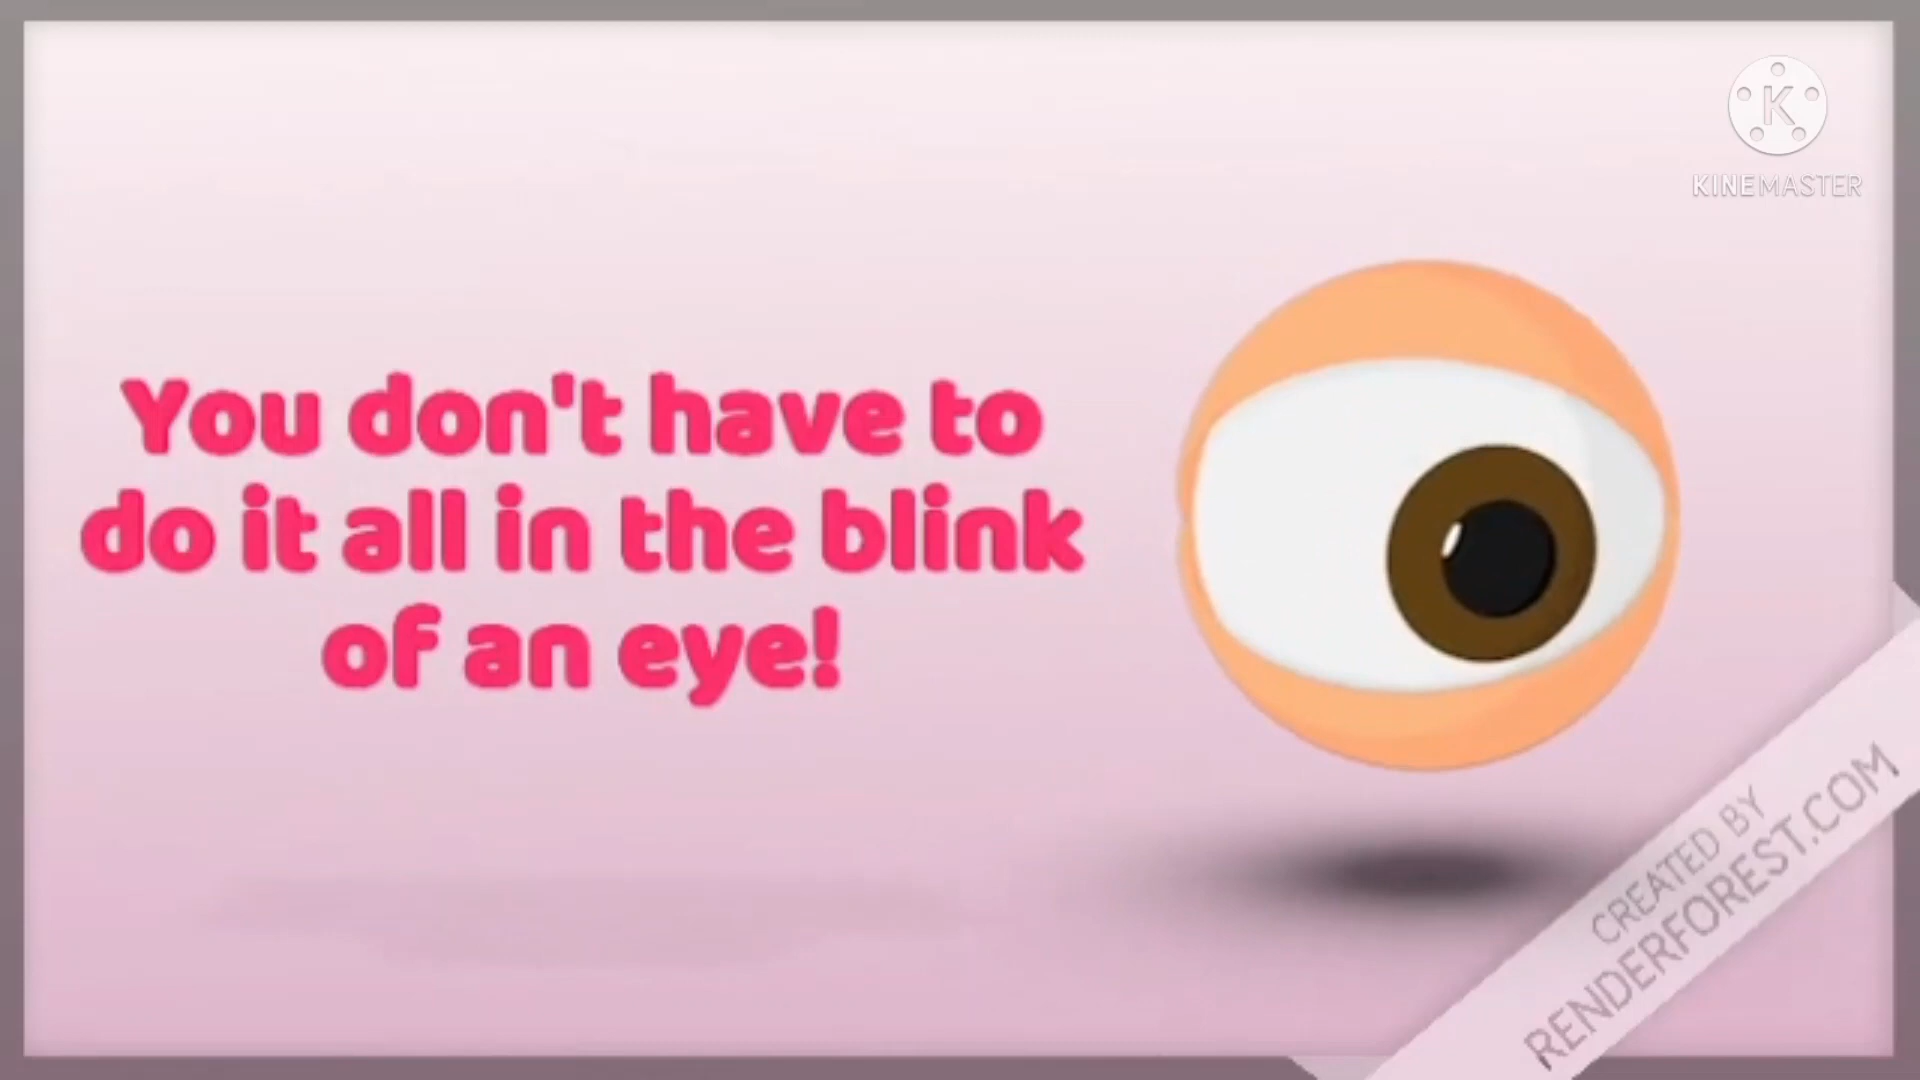 K
KINEMASTER
You don't have to
do it all in the blink
of an eye!
CREATED BY
RENDERFOREST.COM